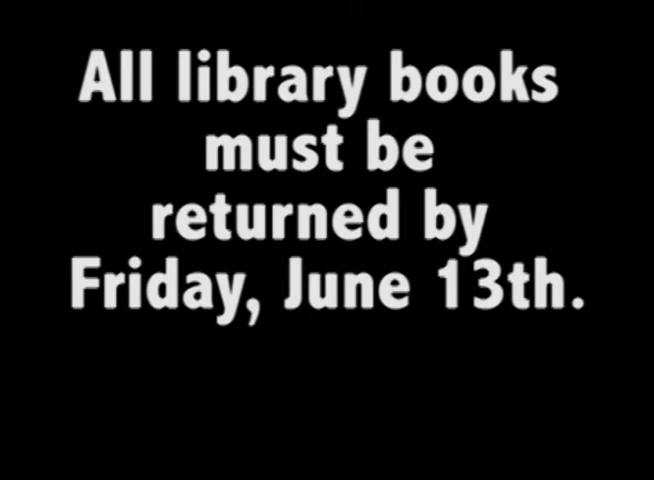 All library books
must be
returned by
Friday, June 13th.